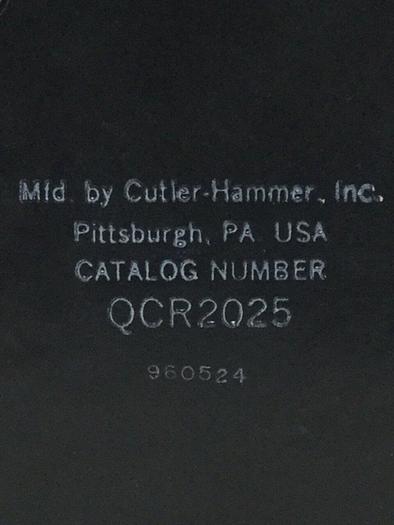 Mfd. by Cutler-Hammer, Inc.
Pittsburgh, PA USA
CATALOG NUMBER
QCR2025
960524